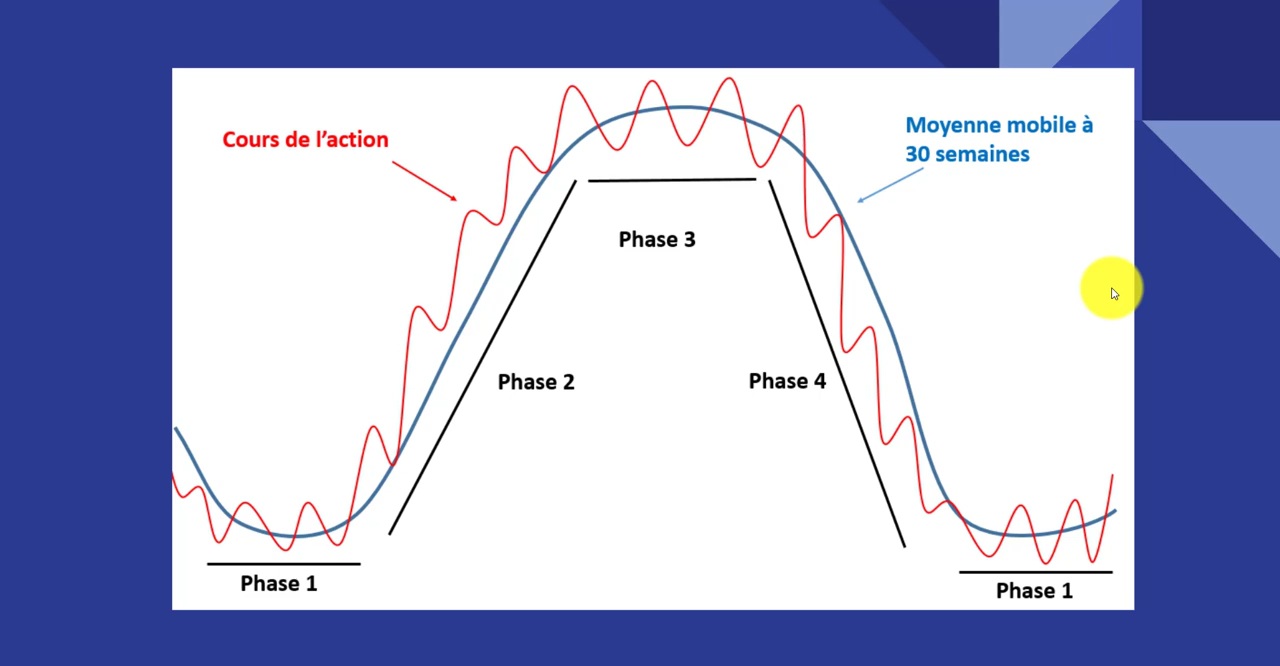 Cours de l’action
Moyenne mobile à
30 semaines
Phase 3
Phase 2
Phase 4
Phase 1
Phase 1